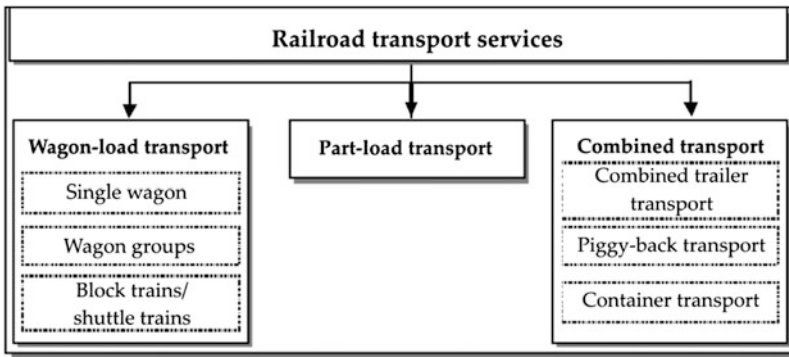 Railroad transport services
Wagon-load transport
Single wagon
Wagon groups
Block trains/
shuttle trains
Part-load transport
Combined transport
Combined trailer
transport
Piggy-back transport
Container transport